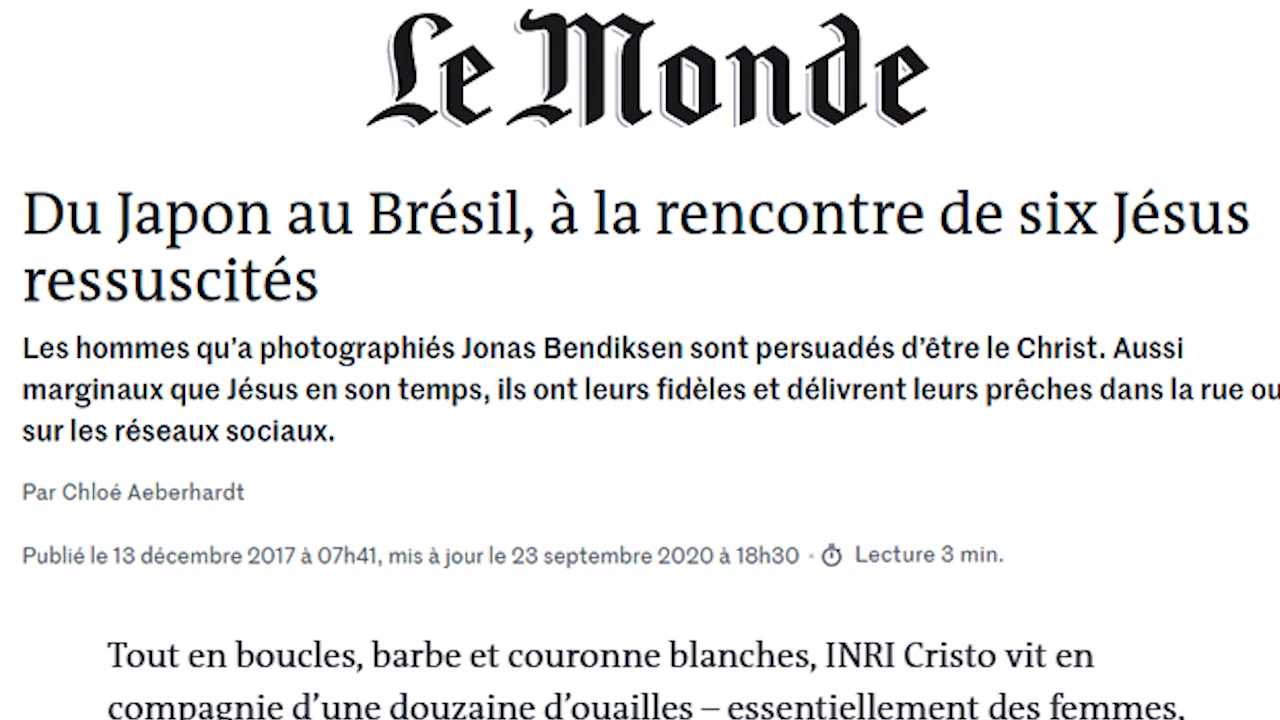 Le Monde
Du Japon au Brésil, à la rencontre de six Jésus
ressuscités
Les hommes qu'a photographiés Jonas Bendiksen sont persuadés d'être le Christ. Aussi
marginaux que Jésus en son temps, ils ont leurs fidèles et délivrent leurs prêches dans la rue ou
sur les réseaux sociaux.
Par Chloé Aeberhardt
Publié le 13 décembre 2017 à 07h41, mis à jour le 23 septembre 2020 à 18h30 • Lecture 3 min.
Tout en boucles, barbe et couronne blanches, INRI Cristo vit en
compagnie d'une douzaine d'ouailles – essentiellement des femmes,